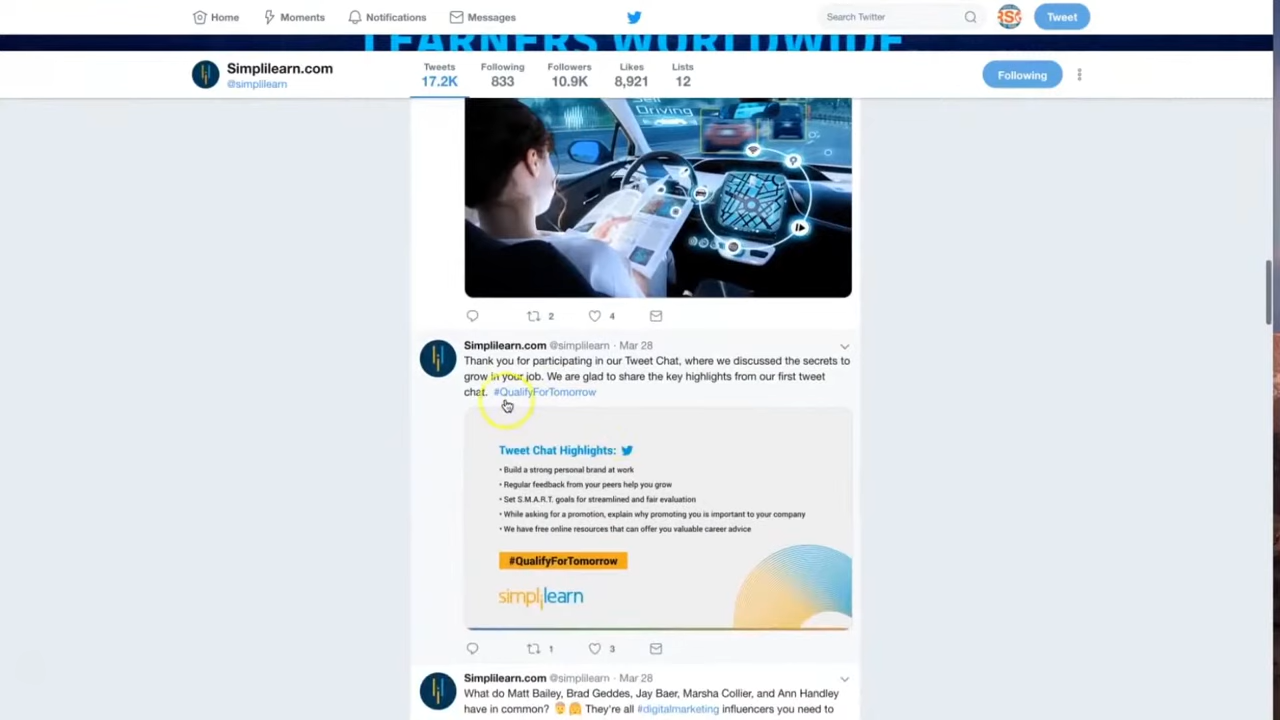 Home Moments Notifications Messages Search Twitter Tweet
LEARNERS WORLDWIDE
Simplilearn.com
@simplilearn
Tweets Following Followers Likes Lists
17.2K 833 10.9K 8,921 12
Following
Self
Driving
2 4
Simplilearn.com @simplilearn · Mar 28
Thank you for participating in our Tweet Chat, where we discussed the secrets to
grow in your job. We are glad to share the key highlights from our first tweet
chat. #QualifyForTomorrow
Tweet Chat Highlights:
• Build a strong personal brand at work
• Regular feedback from your peers help you grow
• Set S.M.A.R.T. goals for streamlined and fair evaluation
• While asking for a promotion, explain why promoting you is important to your company
• We have free online resources that can offer you valuable career advice
#QualifyForTomorrow
simplilearn
1 3
Simplilearn.com @simplilearn · Mar 28
What do Matt Bailey, Brad Geddes, Jay Baer, Marsha Collier, and Ann Handley
have in common? They're all #digitalmarketing influencers you need to